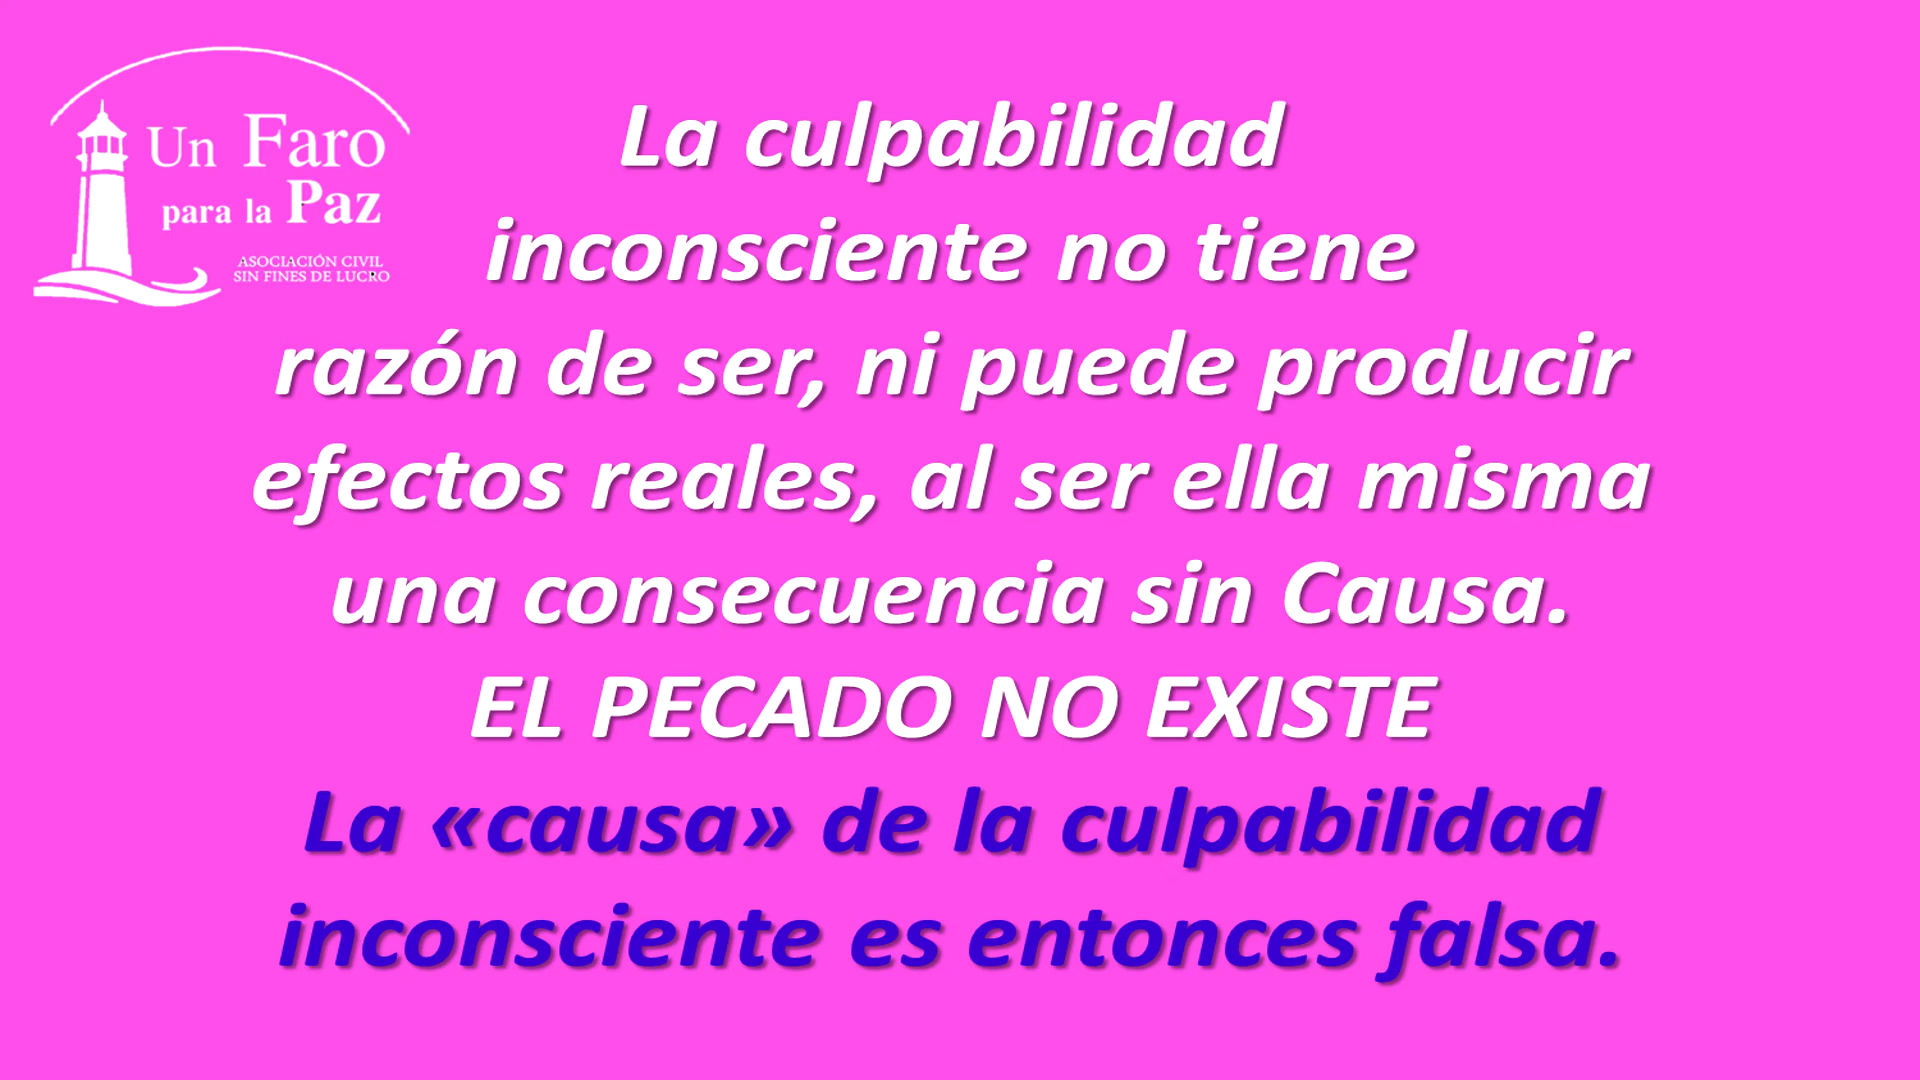 Un Faro
para la Paz
ASOCIACIÓN CIVIL
SIN FINES DE LUCRO
La culpabilidad
inconsciente no tiene
razón de ser, ni puede producir
efectos reales, al ser ella misma
una consecuencia sin Causa.
EL PECADO NO EXISTE
La «causa» de la culpabilidad
inconsciente es entonces falsa.